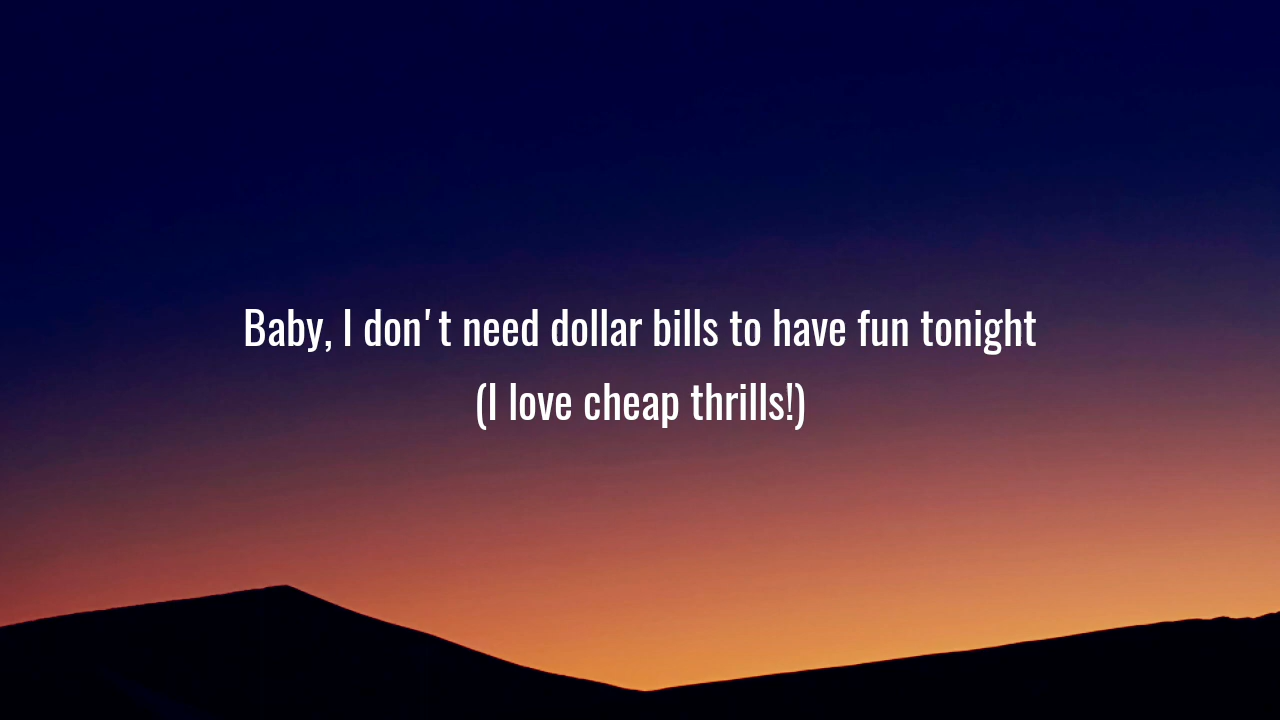 Baby, I don't need dollar bills to have fun tonight
(I love cheap thrills!)